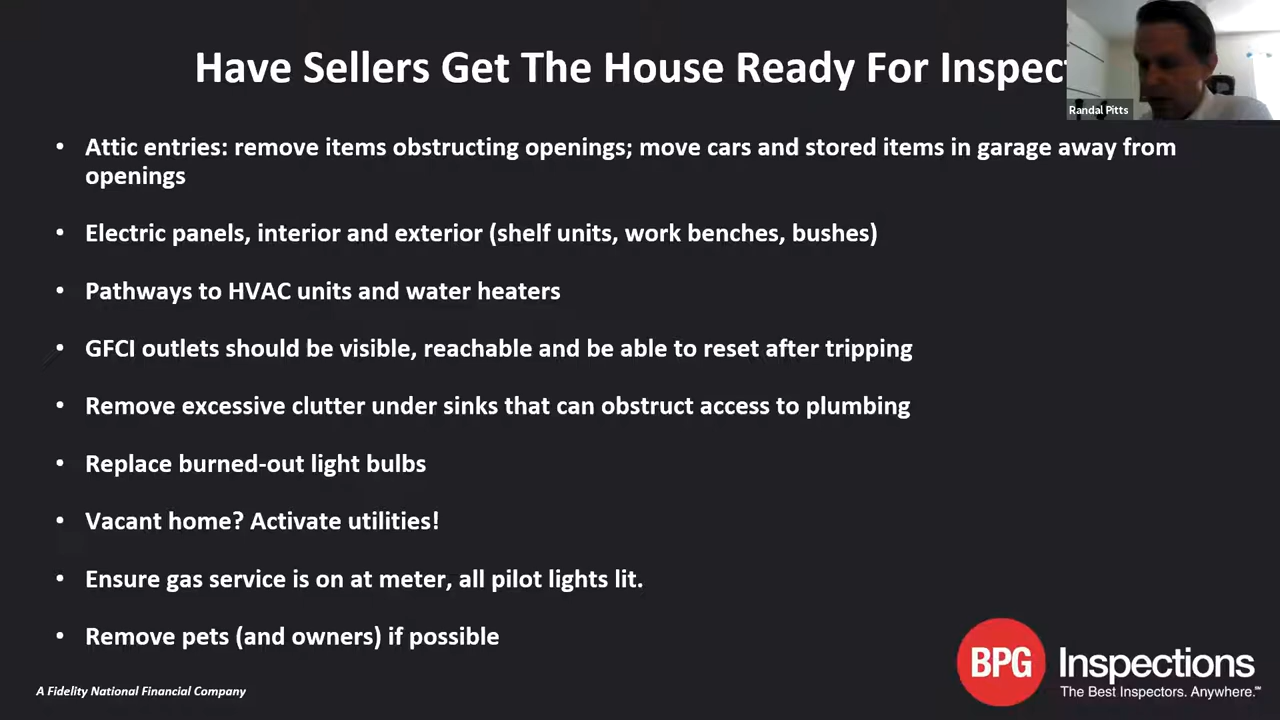 Have Sellers Get The House Ready For Inspec
Randal Pitts
• Attic entries: remove items obstructing openings; move cars and stored items in garage away from
openings
• Electric panels, interior and exterior (shelf units, work benches, bushes)
• Pathways to HVAC units and water heaters
• GFCI outlets should be visible, reachable and be able to reset after tripping
• Remove excessive clutter under sinks that can obstruct access to plumbing
• Replace burned-out light bulbs
• Vacant home? Activate utilities!
• Ensure gas service is on at meter, all pilot lights lit.
• Remove pets (and owners) if possible
BPG Inspections
The Best Inspectors. Anywhere.℠
A Fidelity National Financial Company